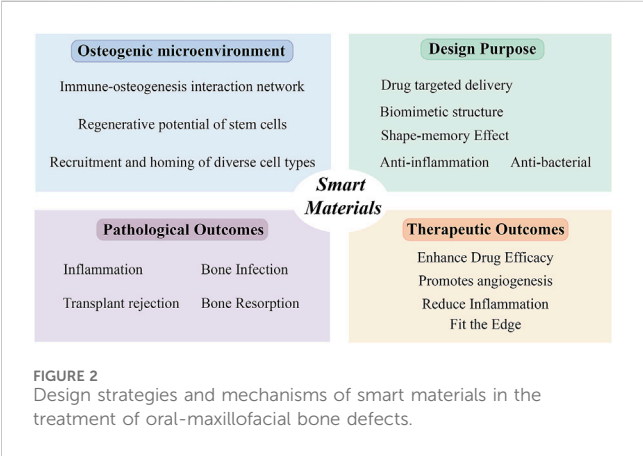 Osteogenic microenvironment
Immune-osteogenesis interaction network
Regenerative potential of stem cells
Recruitment and homing of diverse cell types
Design Purpose
Drug targeted delivery
Biomimetic structure
Shape-memory Effect
Anti-inflammation Anti-bacterial
Smart
Materials
Pathological Outcomes
Inflammation Bone Infection
Transplant rejection Bone Resorption
Therapeutic Outcomes
Enhance Drug Efficacy
Promotes angiogenesis
Reduce Inflammation
Fit the Edge
FIGURE 2
Design strategies and mechanisms of smart materials in the
treatment of oral-maxillofacial bone defects.